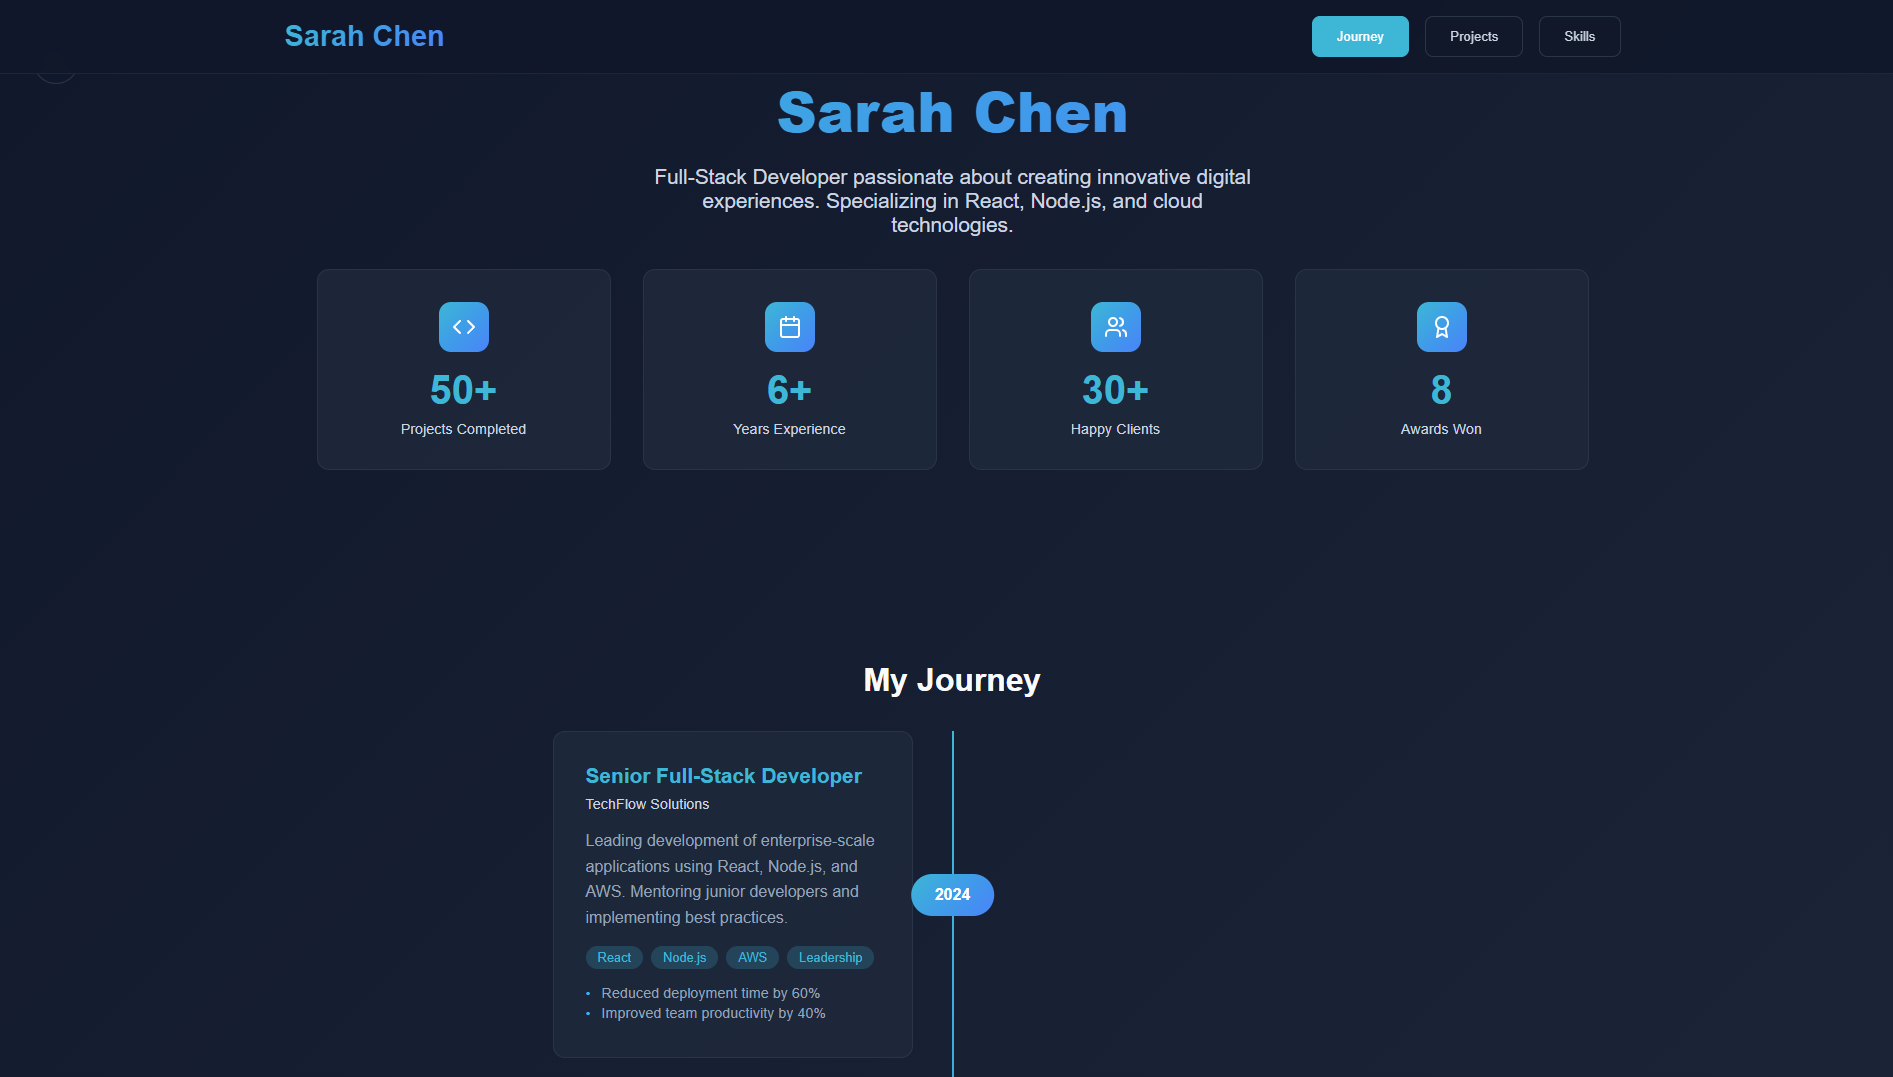 Sarah Chen
Journey
Projects
Skills
Sarah Chen
Full-Stack Developer passionate about creating innovative digital
experiences. Specializing in React, Node.js, and cloud
technologies.
50+
Projects Completed
6+
Years Experience
30+
Happy Clients
8
Awards Won
My Journey
Senior Full-Stack Developer
TechFlow Solutions
Leading development of enterprise-scale
applications using React, Node.js, and
AWS. Mentoring junior developers and
implementing best practices.
2024
React
Node.js
AWS
Leadership
• Reduced deployment time by 60%
• Improved team productivity by 40%